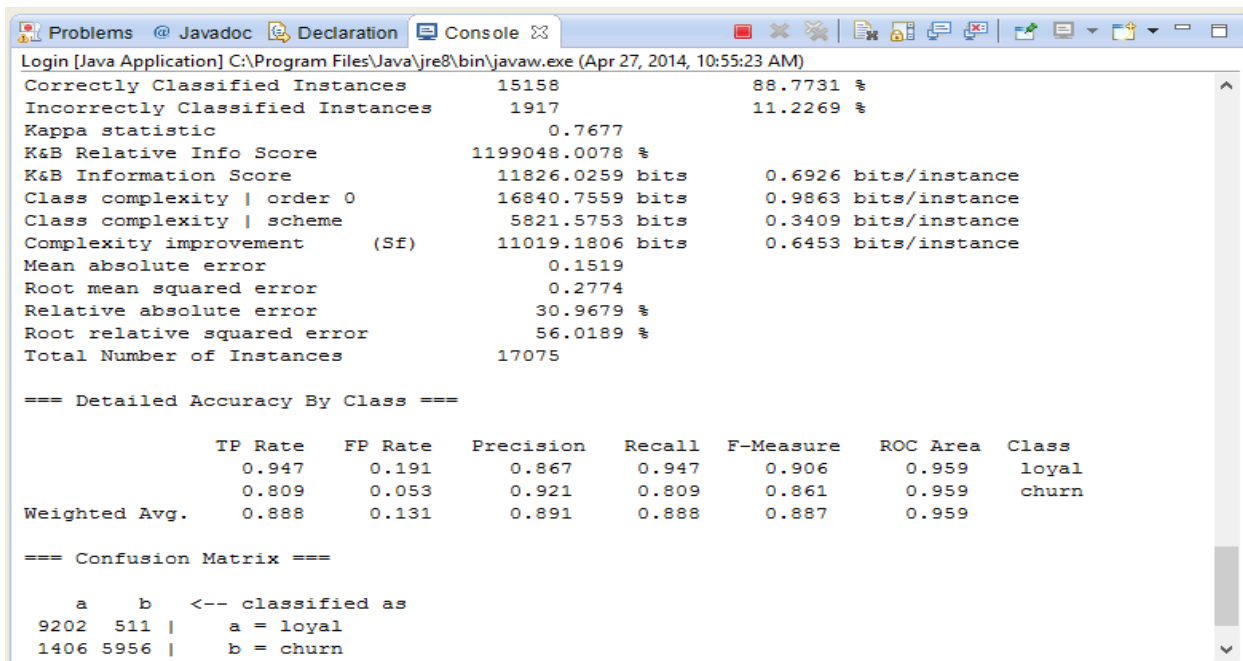 Problems @ Javadoc Declaration Console
Login [Java Application] C:\Program Files\Java\jre8\bin\javaw.exe (Apr 27, 2014, 10:55:23 AM)
Correctly Classified Instances 15158 88.7731 %
Incorrectly Classified Instances 1917 11.2269 %
Kappa statistic 0.7677
K&B Relative Info Score 1199048.0078 %
K&B Information Score 11826.0259 bits 0.6926 bits/instance
Class complexity | order 0 16840.7559 bits 0.9863 bits/instance
Class complexity | scheme 5821.5753 bits 0.3409 bits/instance
Complexity improvement (Sf) 11019.1806 bits 0.6453 bits/instance
Mean absolute error 0.1519
Root mean squared error 0.2774
Relative absolute error 30.9679 %
Root relative squared error 56.0189 %
Total Number of Instances 17075
=== Detailed Accuracy By Class ===
TP Rate FP Rate Precision Recall F-Measure ROC Area Class
0.947 0.191 0.867 0.947 0.906 0.959 loyal
0.809 0.053 0.921 0.809 0.861 0.959 churn
Weighted Avg. 0.888 0.131 0.891 0.888 0.887 0.959
=== Confusion Matrix ===
a b <-- classified as
9202 511 | a = loyal
1406 5956 | b = churn